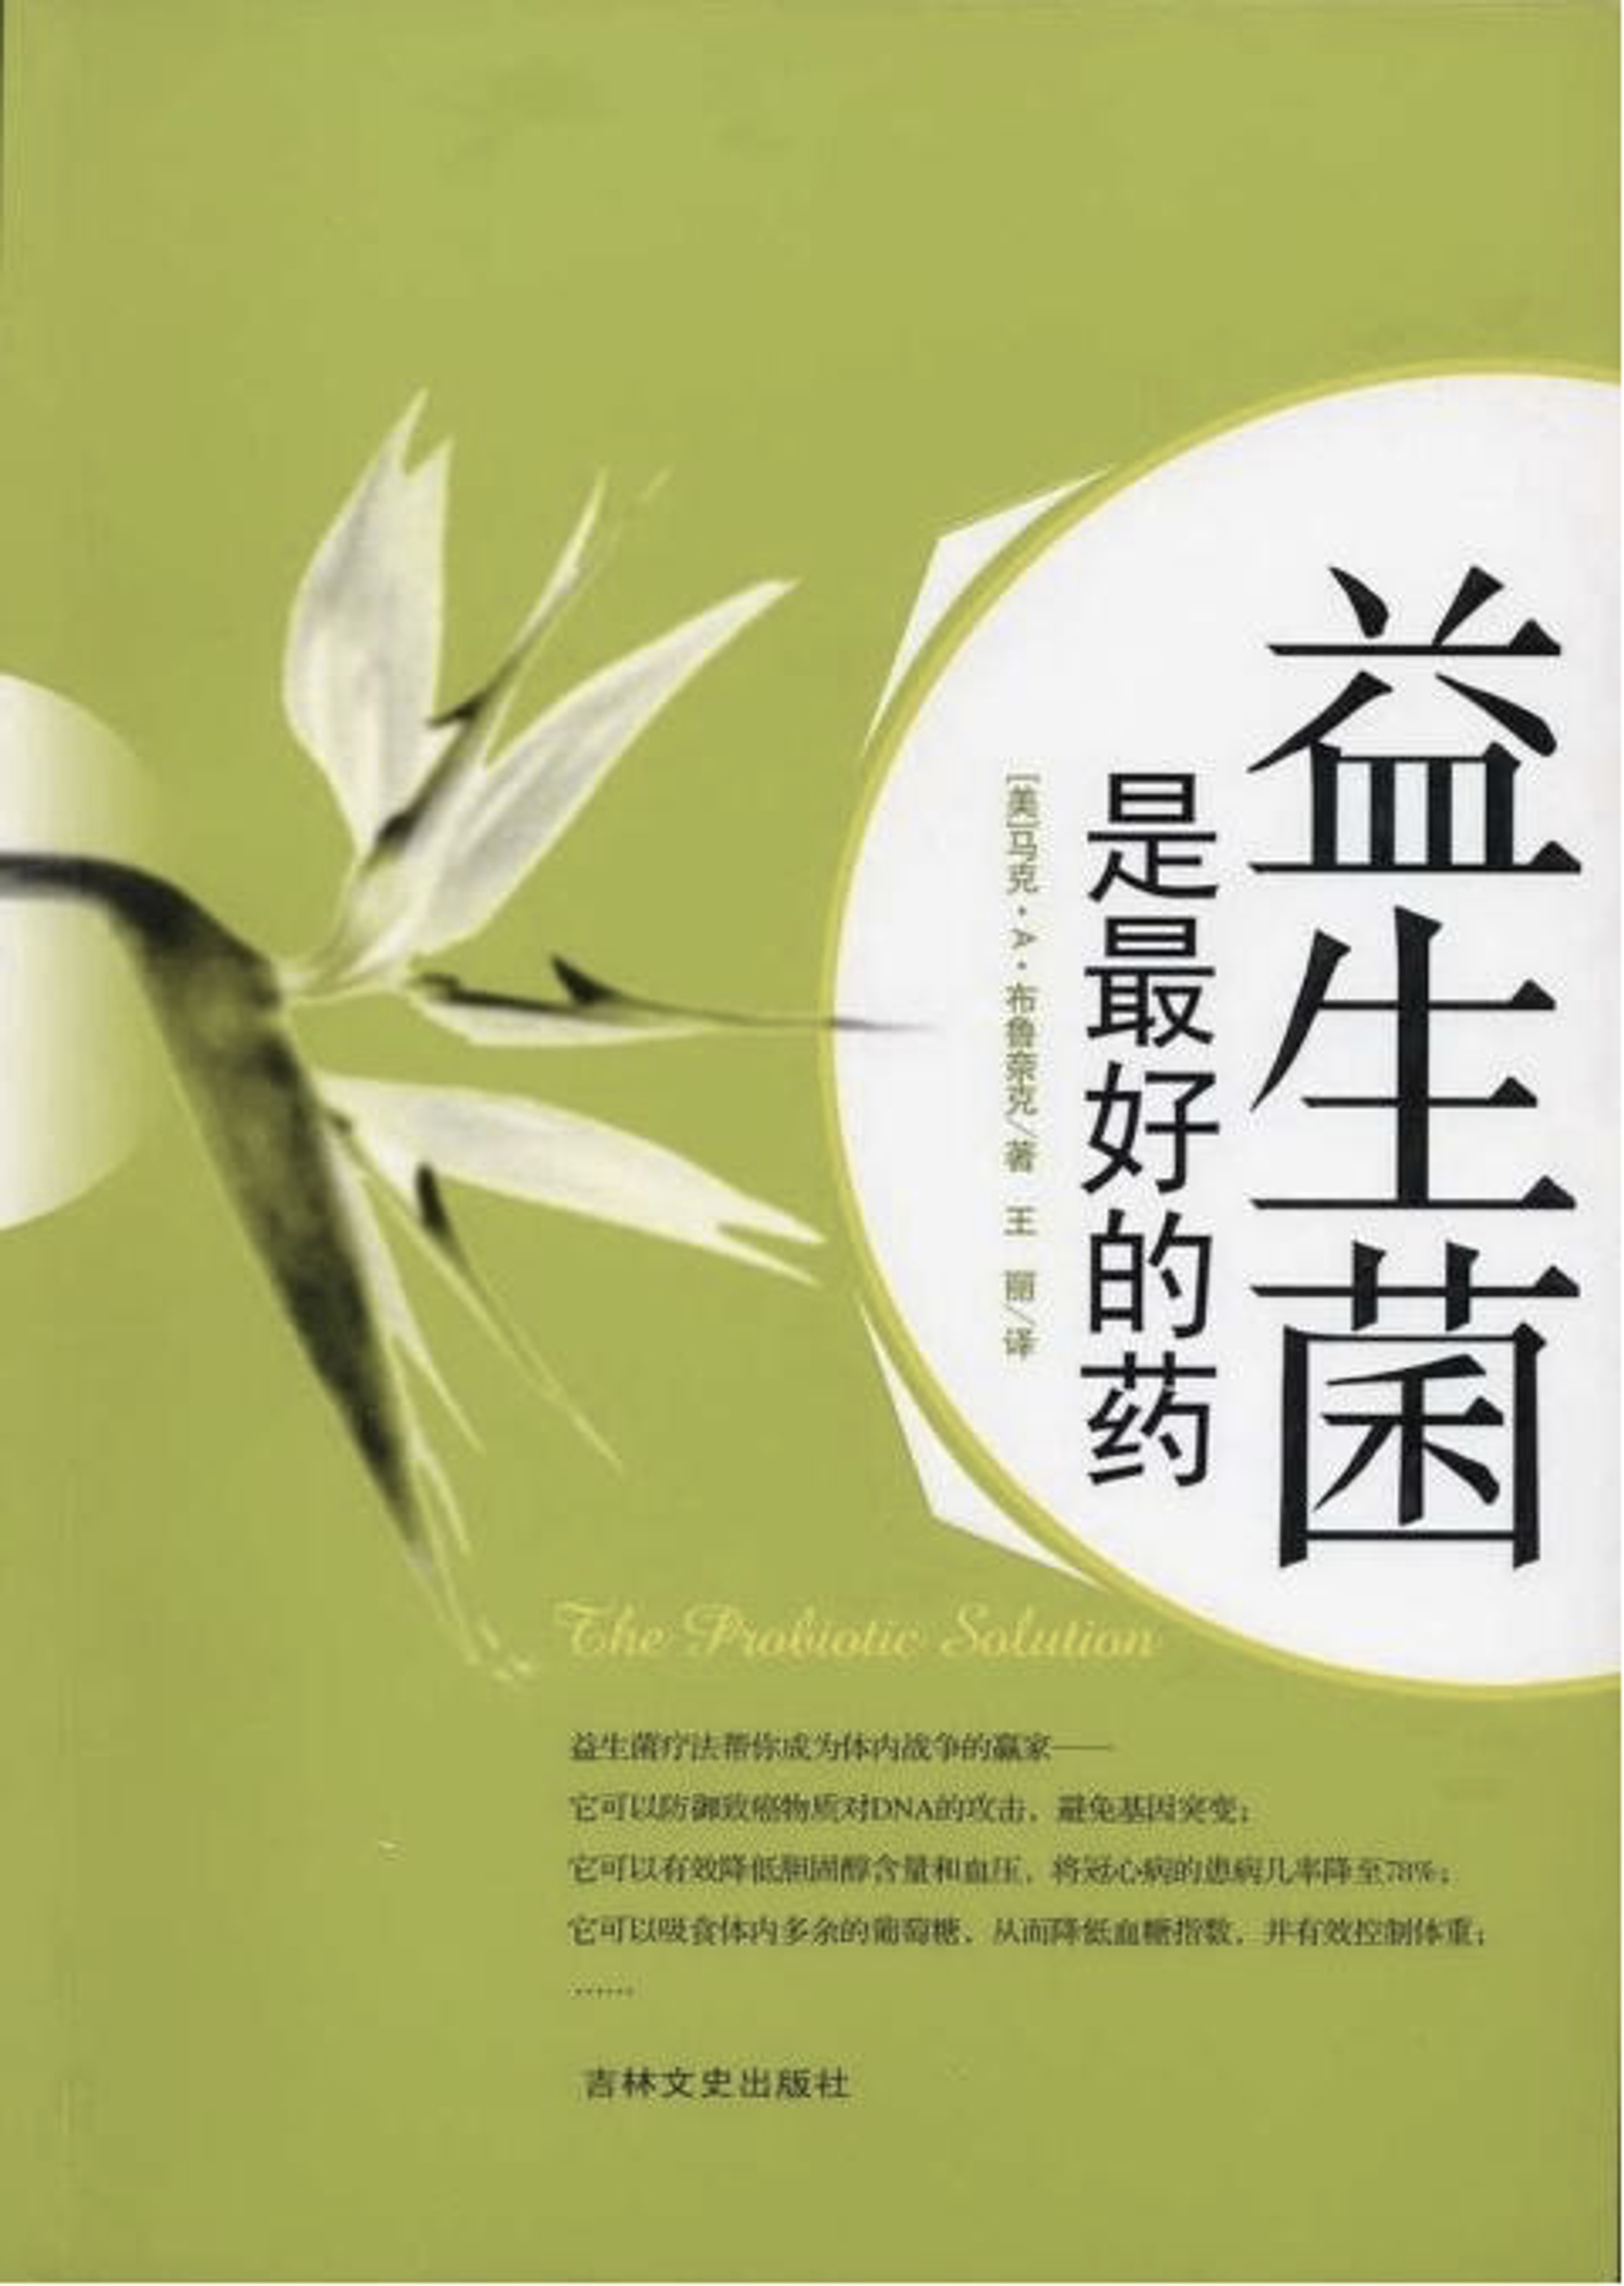 益生菌
是最好的药
[美]马克·A·布鲁奈克/著 王 丽/译
The Probiotic Solution
益生菌疗法帮你成为体内战争的赢家——
它可以防御致癌物质对DNA的攻击，避免基因突变；
它可以有效降低胆固醇含量和血压，将冠心病的患病几率降至78%；
它可以吸食体内多余的葡萄糖，从而降低血糖指数，并有效控制体重；
……
吉林文史出版社